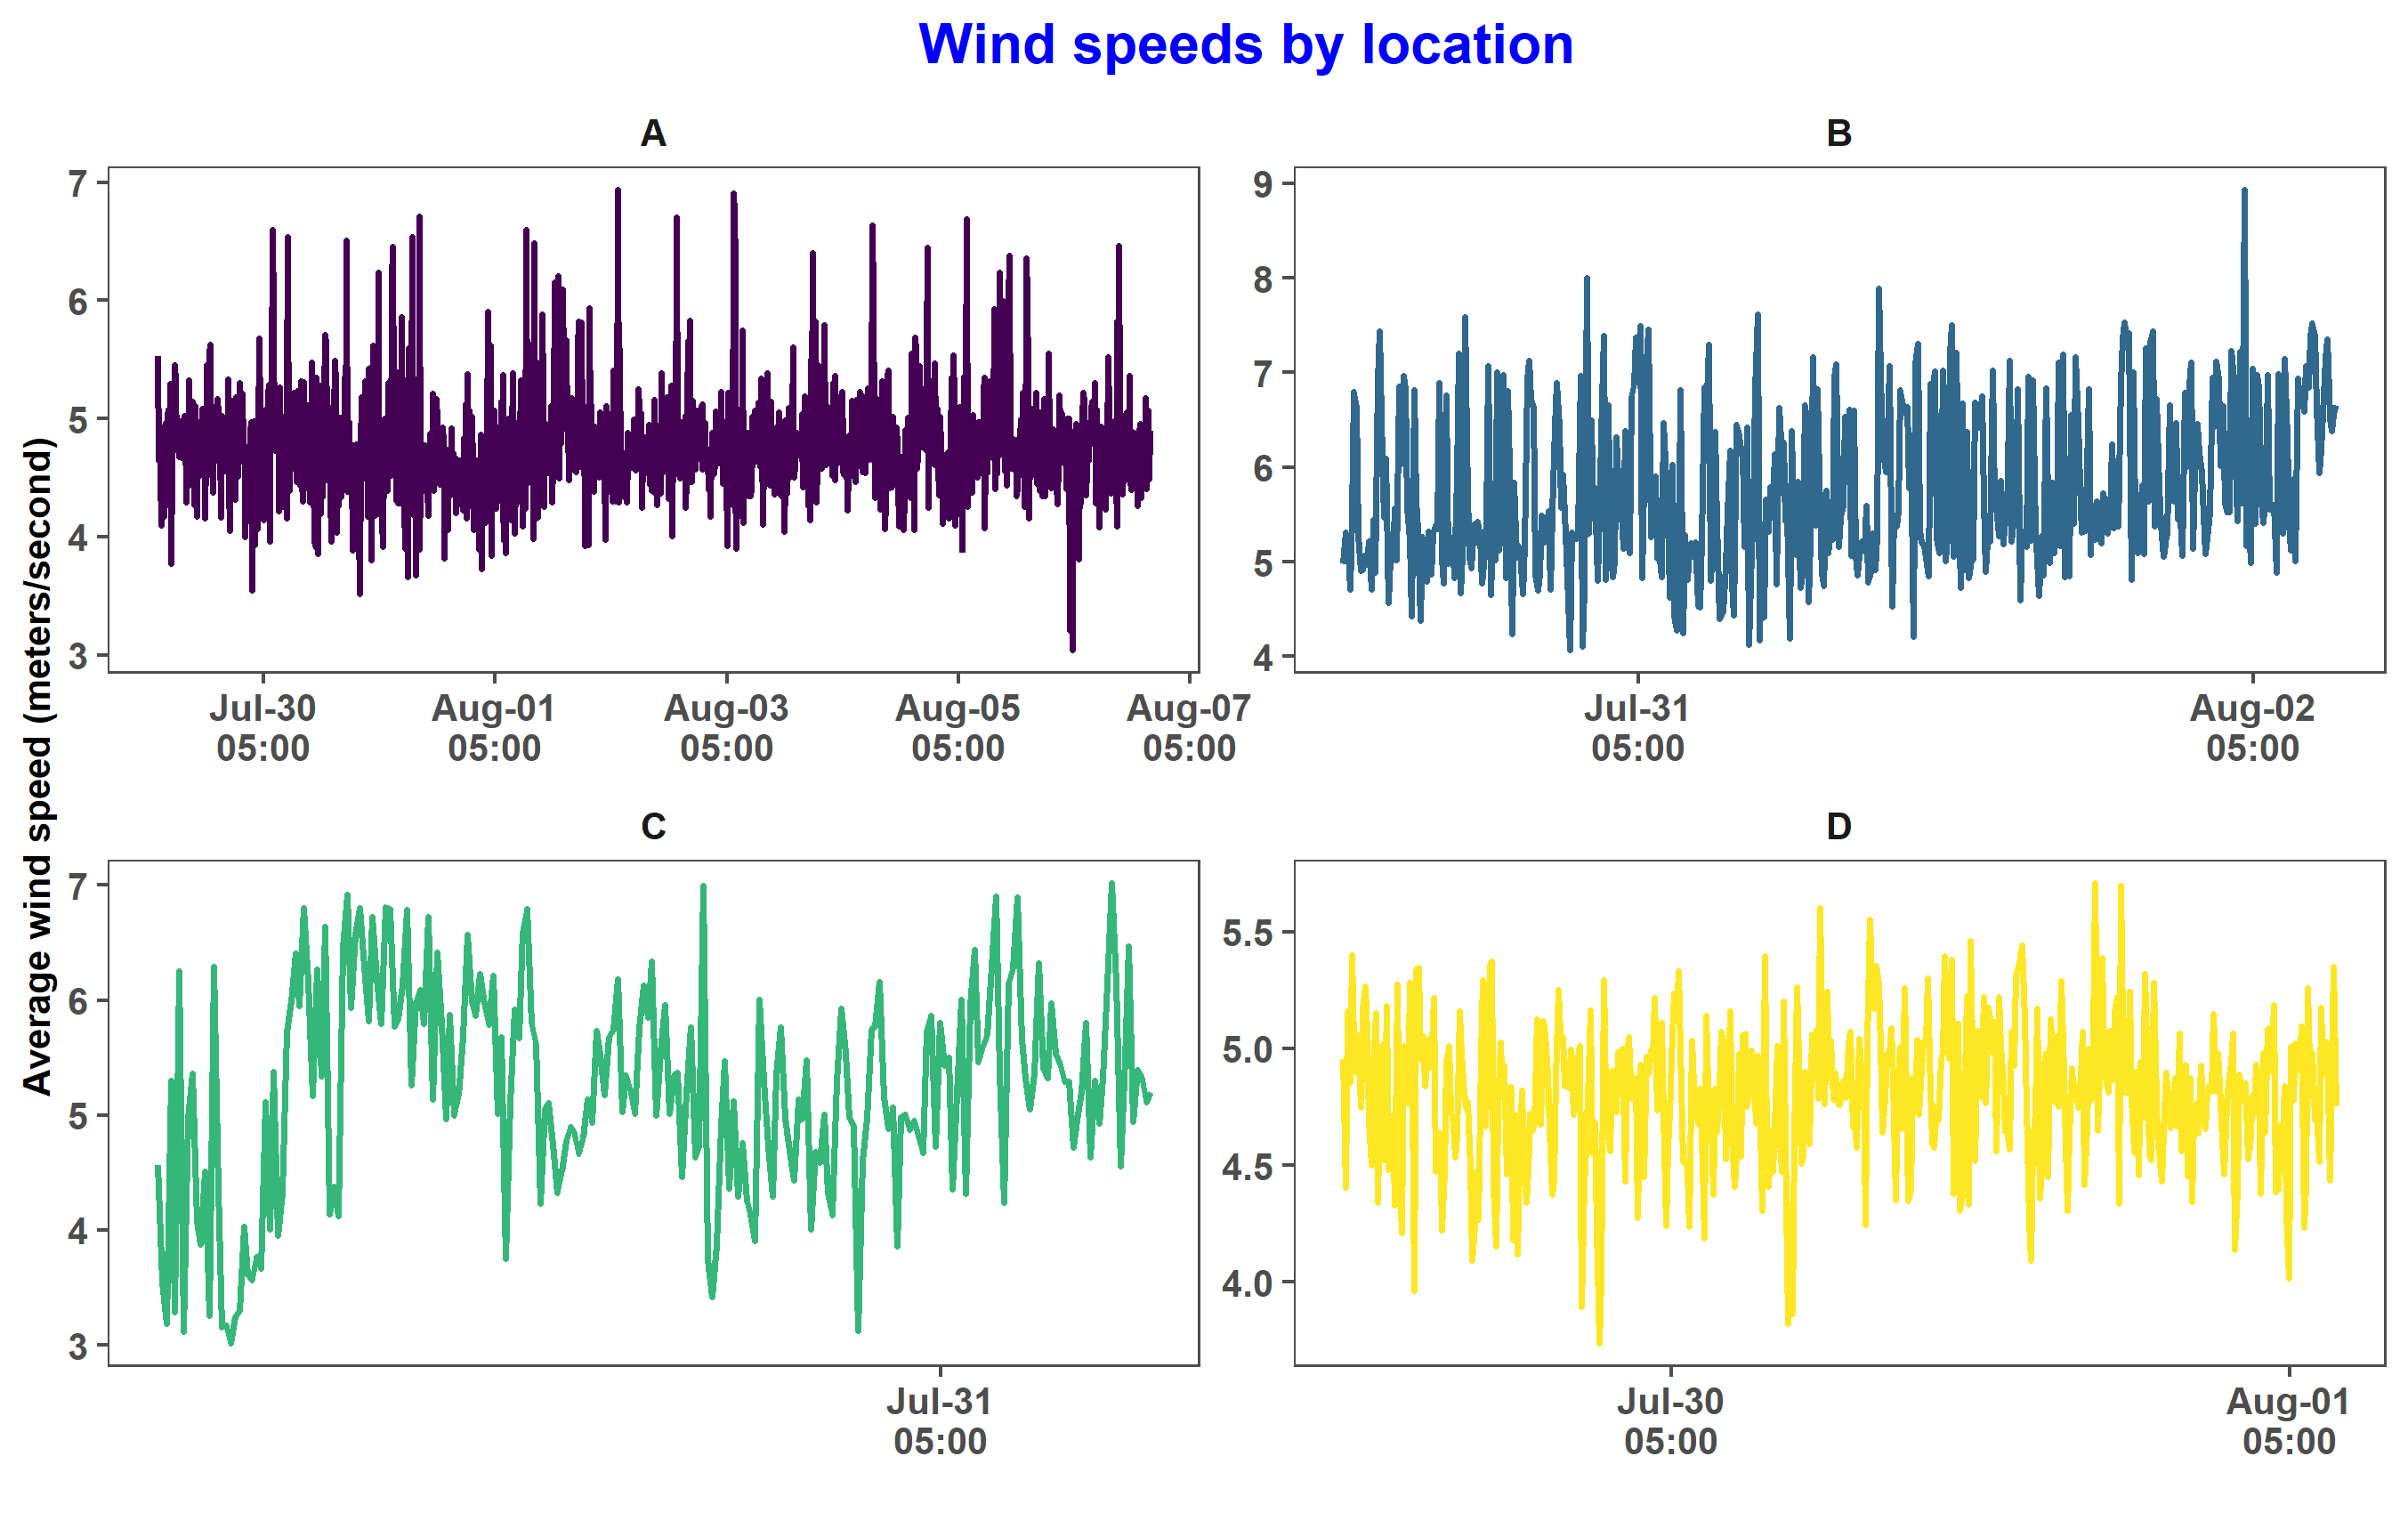 Wind speeds by location
Average wind speed (meters/second)
A
7
6
5
4
3
Jul-30 Aug-01 Aug-03 Aug-05 Aug-07
05:00 05:00 05:00 05:00 05:00
B
9
8
7
6
5
4
Jul-31 Aug-02
05:00 05:00
C
7
6
5
4
3
Jul-31
05:00
D
5.5
5.0
4.5
4.0
Jul-30 Aug-01
05:00 05:00